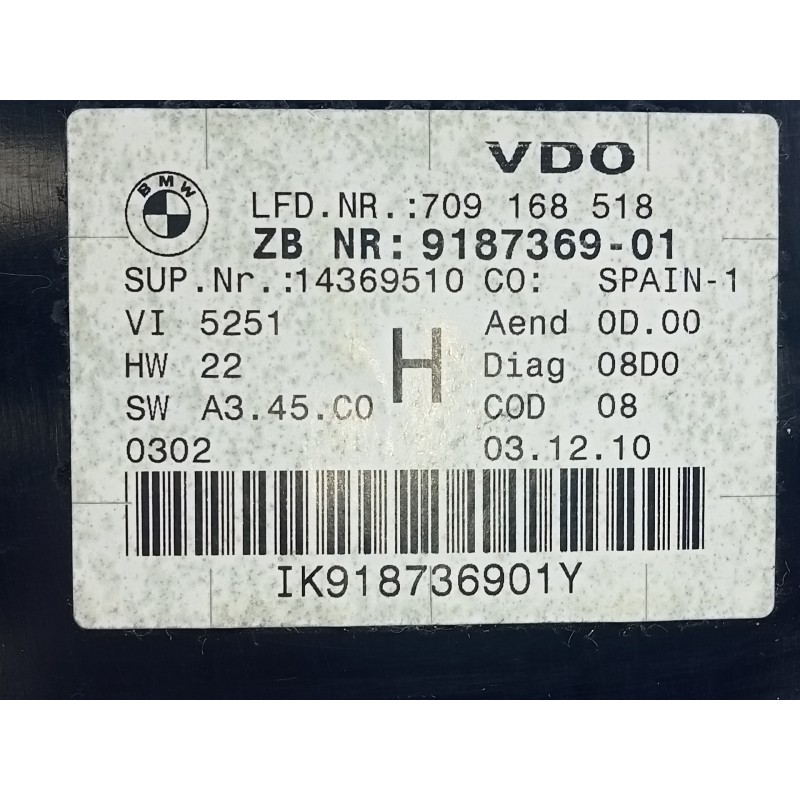 VDO
BMW
LFD.NR.:709 168 518
ZB NR: 9187369-01
SUP.Nr.:14369510 CO: SPAIN-1
VI 5251 Aend 0D.00
HW 22 H Diag 08D0
SW A3.45.C0 COD 08
0302 03.12.10
IK918736901Y